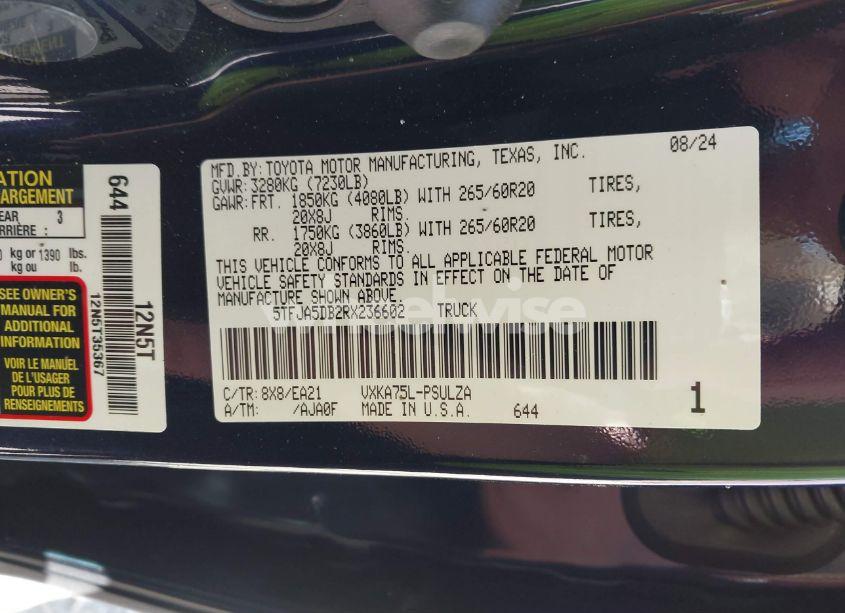 MFD.BY:TOYOTA MOTOR MANUFACTURING, TEXAS, INC. 08/24
GVWR:3280KG (7230LB)
GAWR:FRT. 1850KG (4080LB) WITH 265/60R20 TIRES,
20X8J RIMS.
RR. 1750KG (3860LB) WITH 265/60R20 TIRES,
20X8J RIMS.
THIS VEHICLE CONFORMS TO ALL APPLICABLE FEDERAL MOTOR
VEHICLE SAFETY STANDARDS IN EFFECT ON THE DATE OF
MANUFACTURE SHOWN ABOVE.
5TFJA5DB2RX236602 TRUCK
C/TR:8X8/EA21 VXKA75L-PSULZA
A/TM: /AJA0F MADE IN U.S.A. 644 1
ATION
HARGEMENT
EAR 3
RRIÈRE :
kg or 1390 lbs.
kg ou lb.
SEE OWNER'S
MANUAL FOR
ADDITIONAL
INFORMATION
VOIR LE MANUEL
DE L'USAGER
POUR PLUS DE
RENSEIGNEMENTS
644
12N5T
12N5T35367